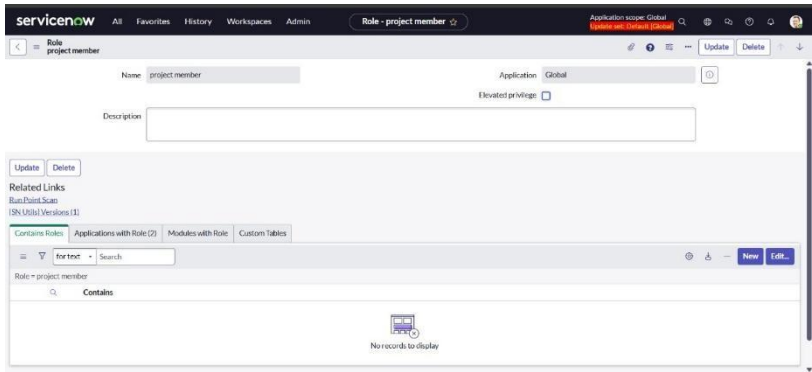 servicenow All Favorites History Workspaces Admin Role - project member Application scope: Global
Update set: Default [Global]
Role
project member
Update Delete
Name project member Application Global
Elevated privilege
Description
Update Delete
Related Links
Run Point Scan
[SN Utils] Versions (1)
Contains Roles Applications with Role (2) Modules with Role Custom Tables
for text Search New Edit...
Role = project member
Contains
No records to display